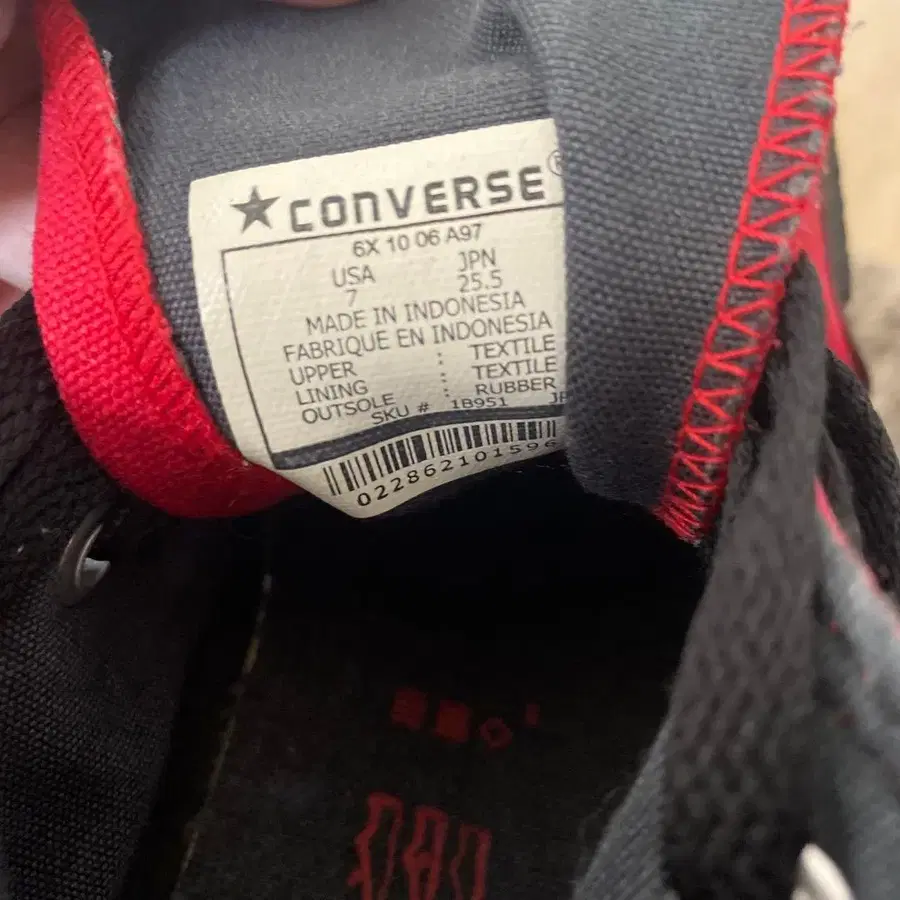 CONVERSE®
6X 10 06 A97
USA JPN
7 25.5
MADE IN INDONESIA
FABRIQUE EN INDONESIA
UPPER : TEXTILE
LINING : TEXTILE
OUTSOLE : RUBBER
SKU # 1B951
022862101596